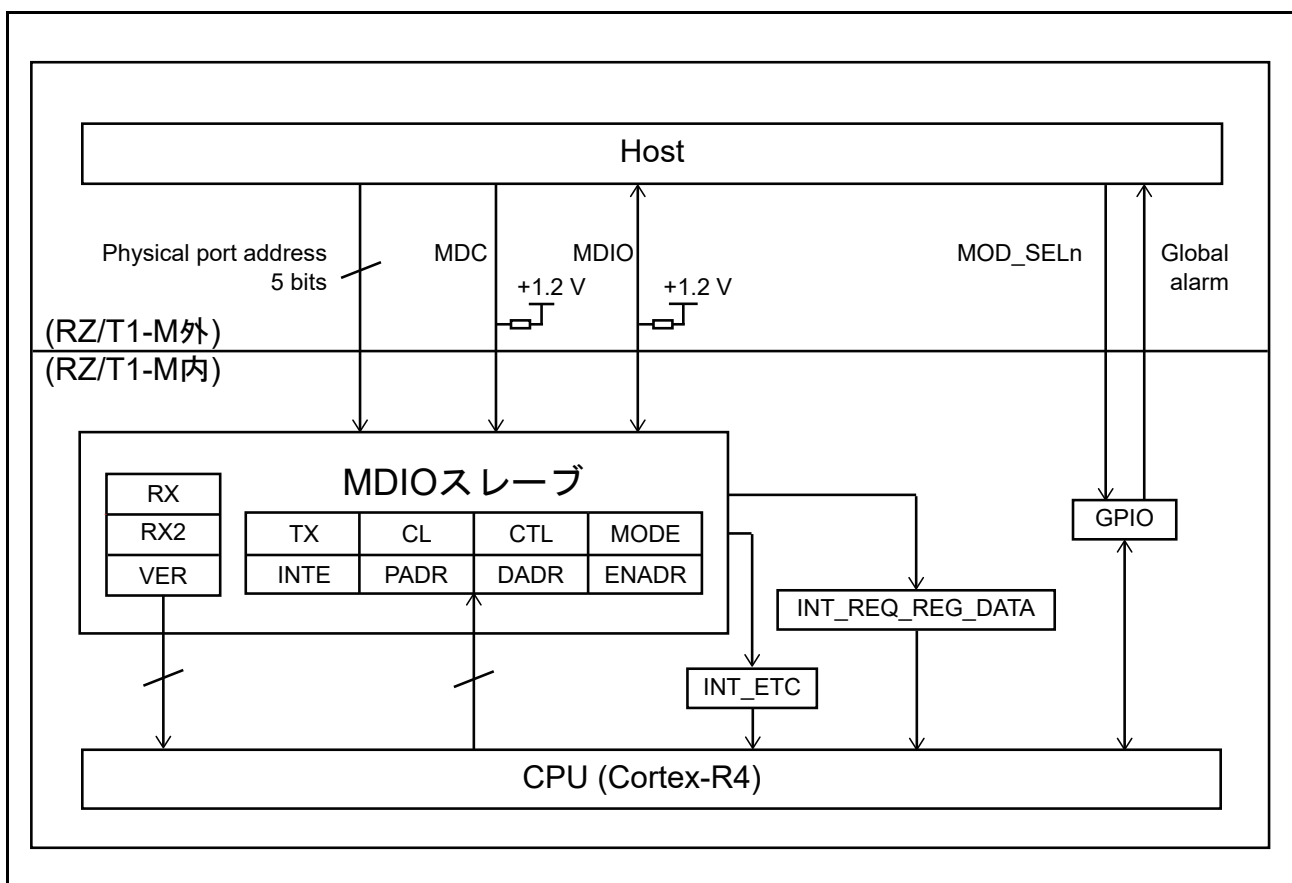 Host
Physical port address
5 bits
MDC
MDIO
MOD_SELn
Global
alarm
+1.2 V
+1.2 V
(RZ/T1-M外)
(RZ/T1-M内)
MDIOスレーブ
RX
RX2
VER
TX CL CTL MODE
INTE PADR DADR ENADR
GPIO
INT_REQ_REG_DATA
INT_ETC
CPU (Cortex-R4)